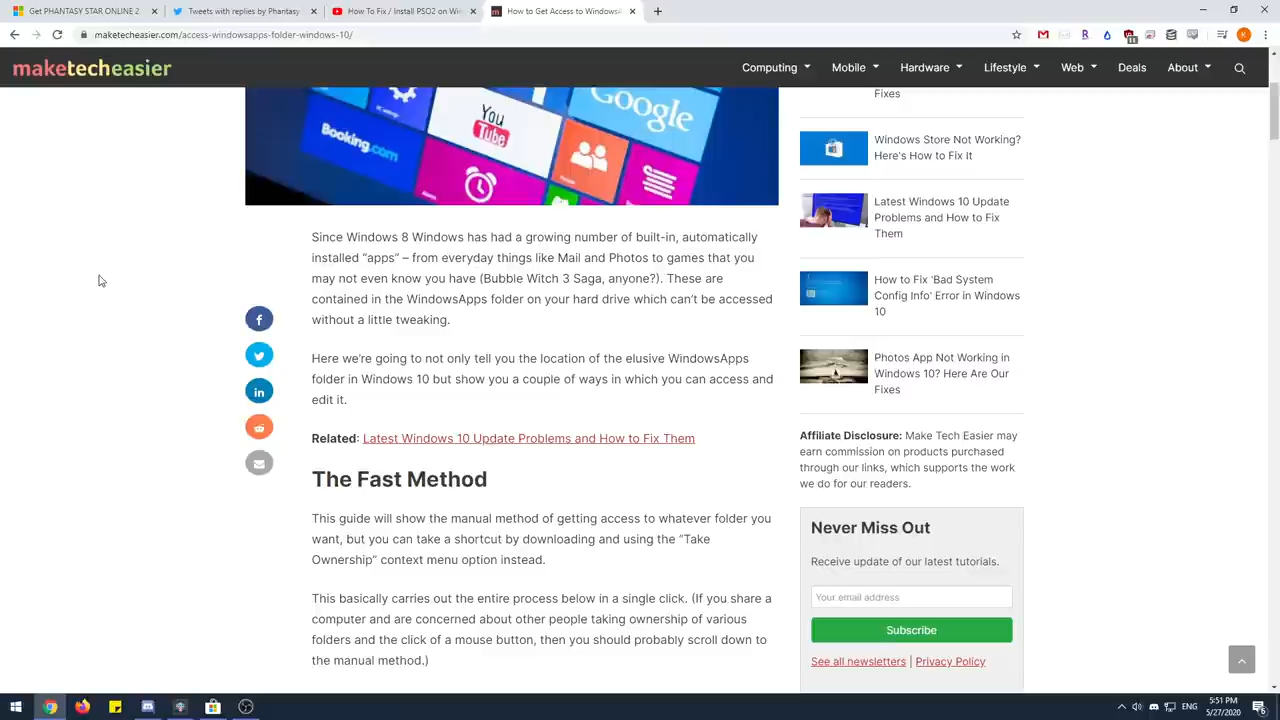 Get PHANTASY STAR ONLINE 2
Tweets with replies by Phantasy
How To Fix / Install PSO2 on Win
How to Get Access to Windows
maketecheasier.com/access-windowsapps-folder-windows-10/
maketecheasier
Computing
Mobile
Hardware
Lifestyle
Web
Deals
About
Booking.com
You
Tube
Google
Since Windows 8 Windows has had a growing number of built-in, automatically
installed “apps” – from everyday things like Mail and Photos to games that you
may not even know you have (Bubble Witch 3 Saga, anyone?). These are
contained in the WindowsApps folder on your hard drive which can’t be accessed
without a little tweaking.
Here we’re going to not only tell you the location of the elusive WindowsApps
folder in Windows 10 but show you a couple of ways in which you can access and
edit it.
Related: Latest Windows 10 Update Problems and How to Fix Them
The Fast Method
This guide will show the manual method of getting access to whatever folder you
want, but you can take a shortcut by downloading and using the “Take
Ownership” context menu option instead.
This basically carries out the entire process below in a single click. (If you share a
computer and are concerned about other people taking ownership of various
folders and the click of a mouse button, then you should probably scroll down to
the manual method.)
Fixes
Windows Store Not Working?
Here's How to Fix It
Latest Windows 10 Update
Problems and How to Fix
Them
How to Fix 'Bad System
Config Info' Error in Windows
10
Photos App Not Working in
Windows 10? Here Are Our
Fixes
Affiliate Disclosure: Make Tech Easier may
earn commission on products purchased
through our links, which supports the work
we do for our readers.
Never Miss Out
Receive update of our latest tutorials.
Your email address
Subscribe
See all newsletters | Privacy Policy
ENG
5:51 PM
5/27/2020